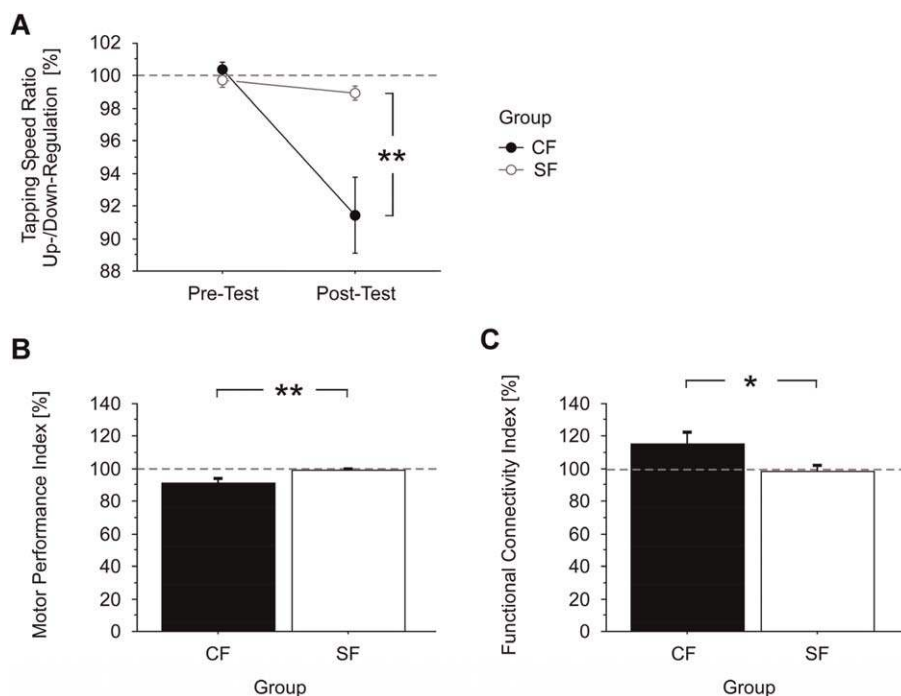 A
Tapping Speed Ratio
Up-/Down-Regulation [%]
102
100
98
96
94
92
90
88
**
Pre-Test
Post-Test
Group
CF
SF
B
Motor Performance Index [%]
140
120
100
80
60
40
20
0
**
CF
SF
Group
C
Functional Connectivity Index [%]
140
120
100
80
60
40
20
0
*
CF
SF
Group